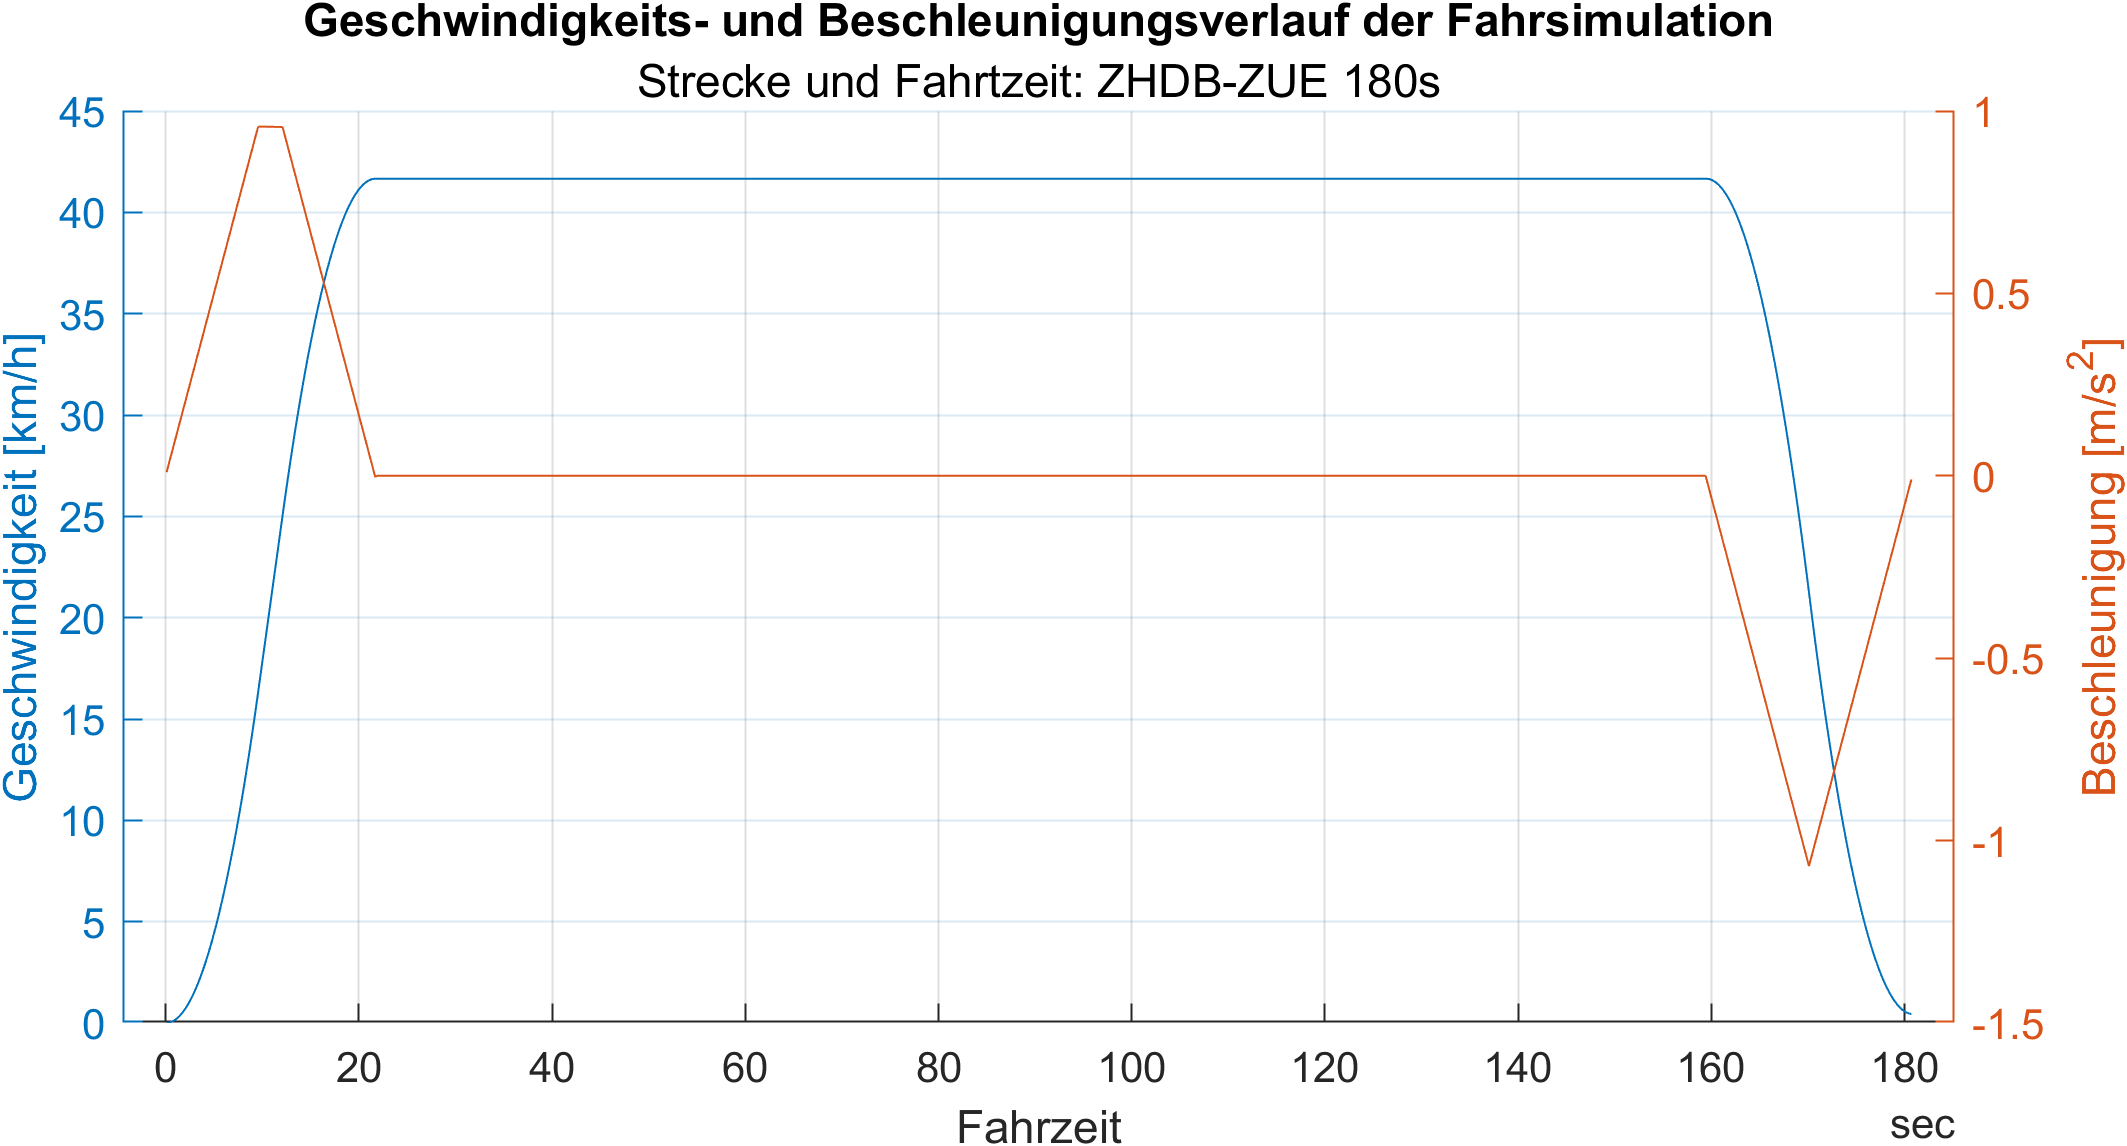 Geschwindigkeits- und Beschleunigungsverlauf der Fahrsimulation
Strecke und Fahrtzeit: ZHDB-ZUE 180s
Geschwindigkeit [km/h]
45
40
35
30
25
20
15
10
5
0
1
0.5
0
-0.5
-1
-1.5
Beschleunigung [m/s²]
0 20 40 60 80 100 120 140 160 180
Fahrzeit sec